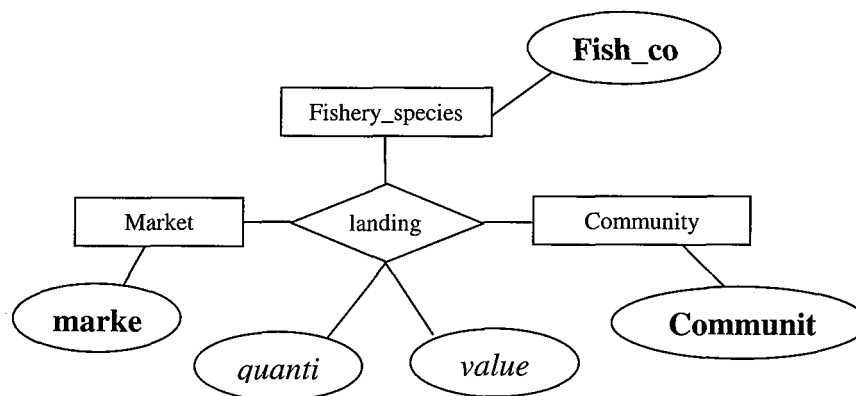 Fish_co
Fishery_species
Market
landing
Community
marke
Communit
quanti
value